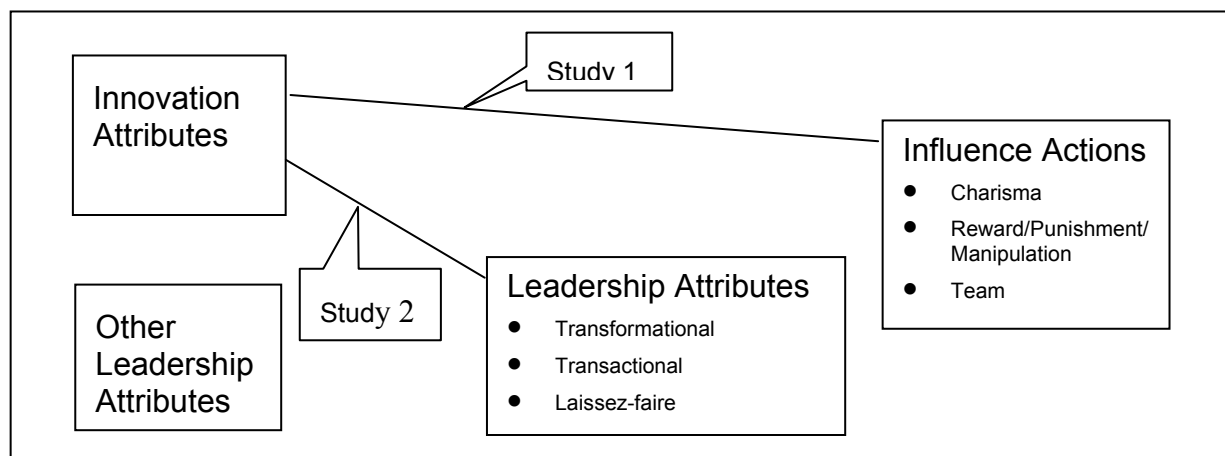 Study 1
Innovation
Attributes
Influence Actions
● Charisma
● Reward/Punishment/
Manipulation
● Team
Study 2
Leadership Attributes
● Transformational
● Transactional
● Laissez-faire
Other
Leadership
Attributes